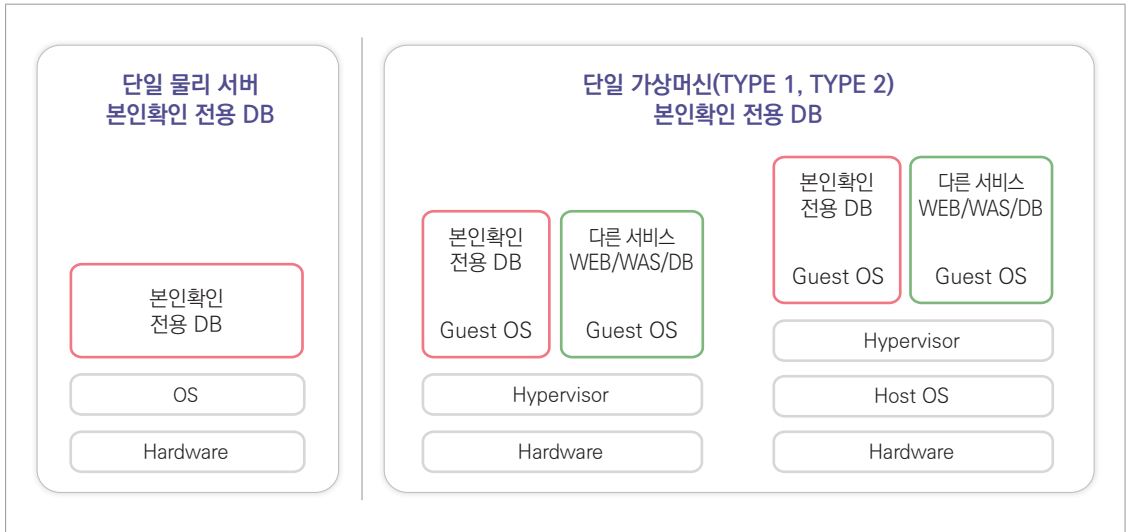 단일 물리 서버
본인확인 전용 DB
본인확인
전용 DB
OS
Hardware
단일 가상머신(TYPE 1, TYPE 2)
본인확인 전용 DB
본인확인
전용 DB
Guest OS
다른 서비스
WEB/WAS/DB
Guest OS
Hypervisor
Hardware
본인확인
전용 DB
Guest OS
다른 서비스
WEB/WAS/DB
Guest OS
Hypervisor
Host OS
Hardware